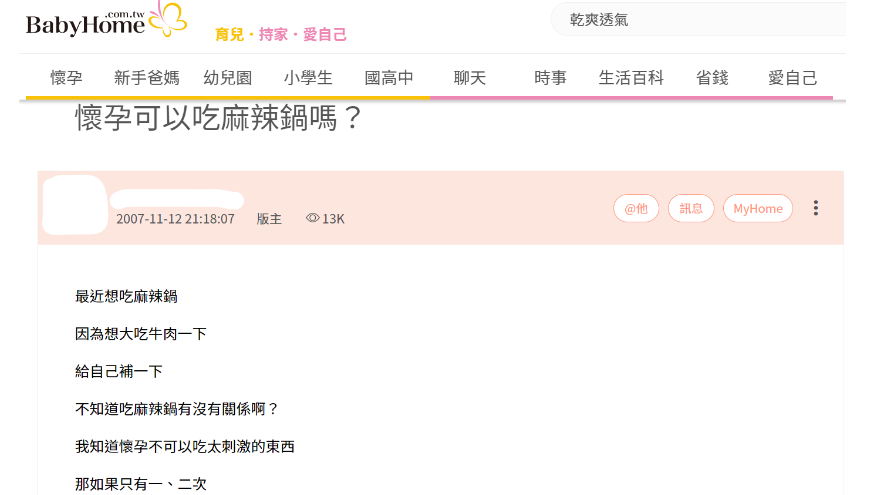 BabyHome.com.tw
育兒・持家・愛自己
乾爽透氣
懷孕 新手爸媽 幼兒園 小學生 國高中 聊天 時事 生活百科 省錢 愛自己
懷孕可以吃麻辣鍋嗎？
2007-11-12 21:18:07 版主 13K
@他 訊息 MyHome
最近想吃麻辣鍋
因為想大吃牛肉一下
給自己補一下
不知道吃麻辣鍋有沒有關係啊？
我知道懷孕不可以吃太刺激的東西
那如果只有一、二次